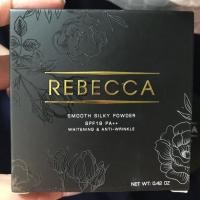 REBECCA
SMOOTH SILKY POWDER
SPF18 PA++
WHITENING & ANTI-WRINKLE
NET WT. 0.42 OZ